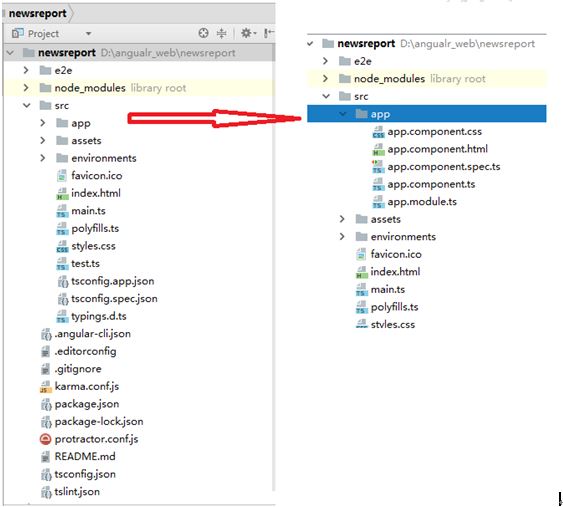 newsreport
Project
newsreport D:\angualr_web\newsreport
e2e
node_modules library root
src
app
assets
environments
favicon.ico
index.html
main.ts
polyfills.ts
styles.css
test.ts
tsconfig.app.json
tsconfig.spec.json
typings.d.ts
.angular-cli.json
.editorconfig
.gitignore
karma.conf.js
package.json
package-lock.json
protractor.conf.js
README.md
tsconfig.json
tslint.json
newsreport D:\angualr_web\newsreport
e2e
node_modules library root
src
app
app.component.css
app.component.html
app.component.spec.ts
app.component.ts
app.module.ts
assets
environments
favicon.ico
index.html
main.ts
polyfills.ts
styles.css